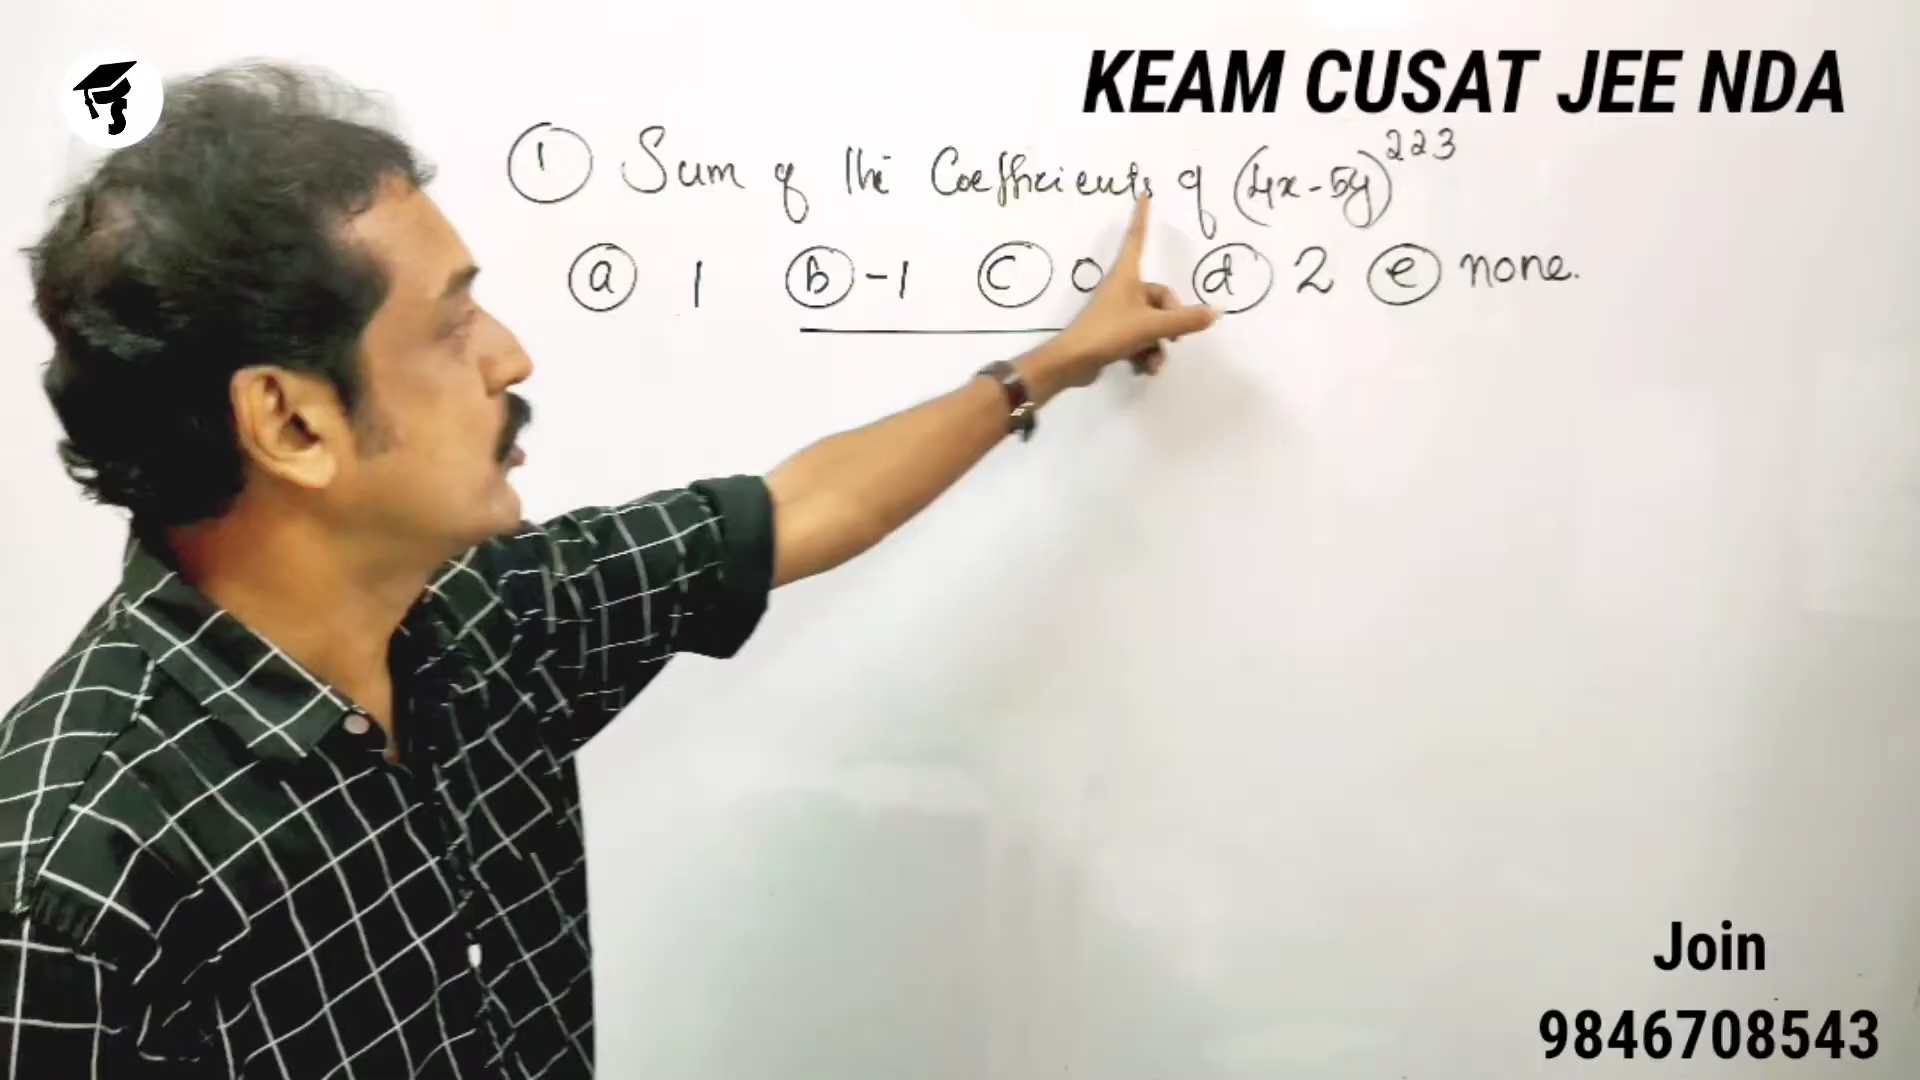 KEAM CUSAT JEE NDA
① Sum of the Coefficients of (4x-5y)²²³
ⓐ 1 ⓑ -1 ⓒ 0 ⓓ 2 ⓔ none.
Join
9846708543